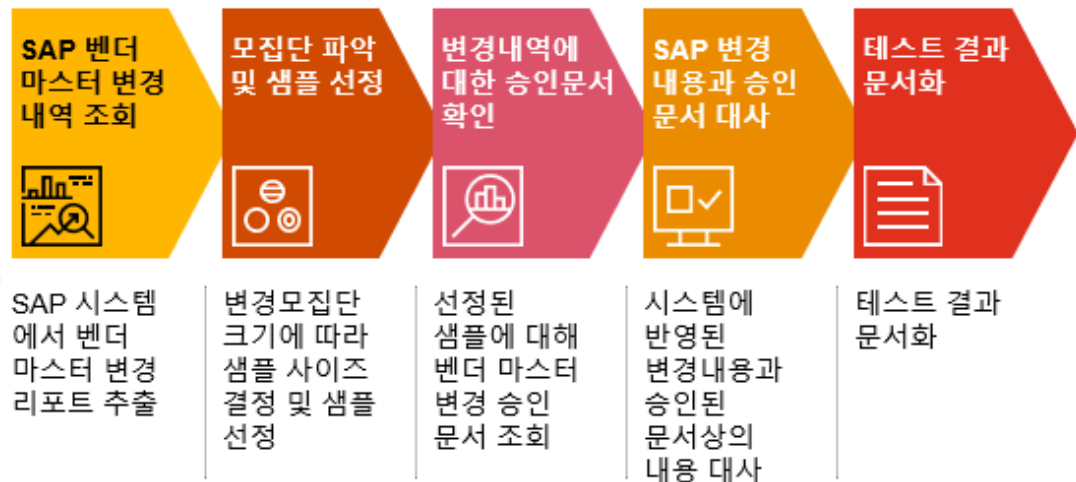 SAP 벤더
마스터 변경
내역 조회
모집단 파악
및 샘플 선정
변경내역에
대한 승인문서
확인
SAP 변경
내용과 승인
문서 대사
테스트 결과
문서화
SAP 시스템
에서 벤더
마스터 변경
리포트 추출
변경모집단
크기에 따라
샘플 사이즈
결정 및 샘플
선정
선정된
샘플에 대해
벤더 마스터
변경 승인
문서 조회
시스템에
반영된
변경내용과
승인된
문서상의
내용 대사
테스트 결과
문서화